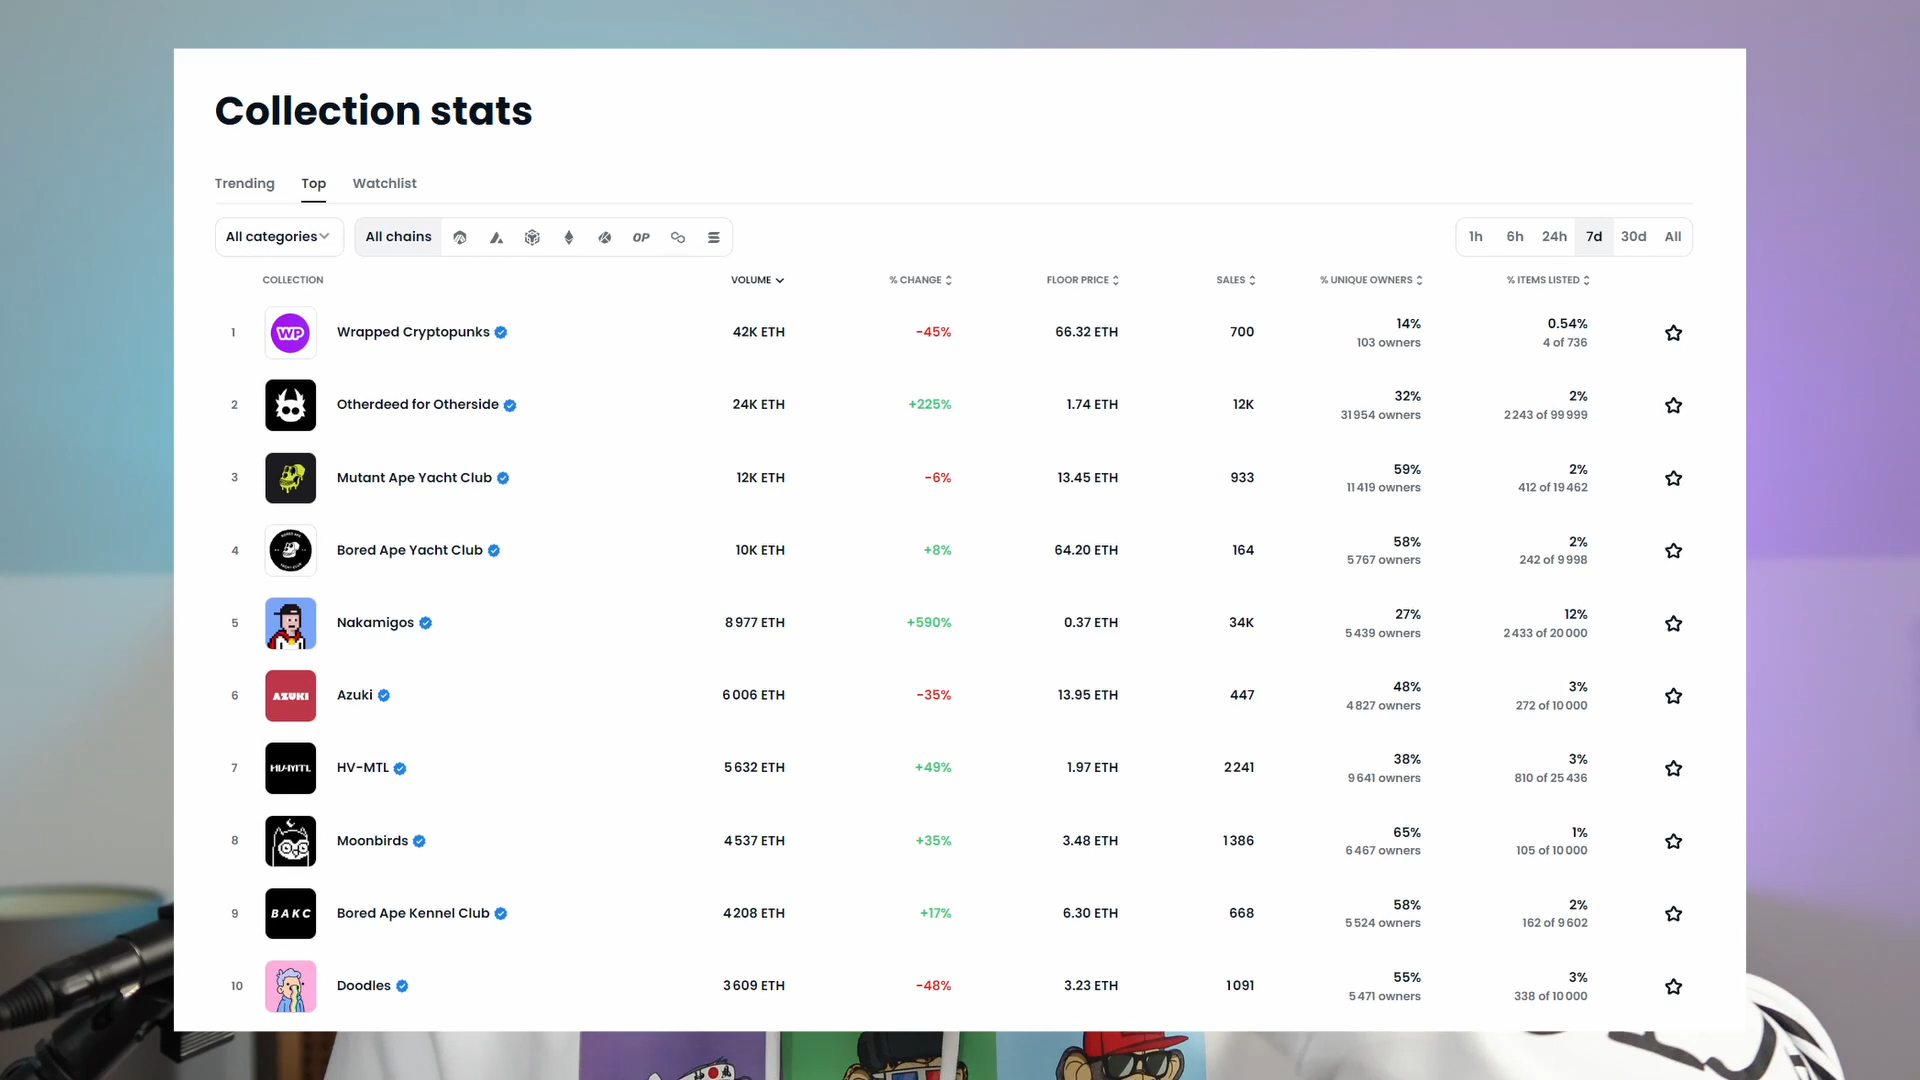 Collection stats
Trending Top Watchlist
All categories All chains OP 1h 6h 24h 7d 30d All
COLLECTION VOLUME % CHANGE FLOOR PRICE SALES % UNIQUE OWNERS % ITEMS LISTED
1 WP Wrapped Cryptopunks 42K ETH -45% 66.32 ETH 700 14% 0.54%
103 owners 4 of 736
2 Otherdeed for Otherside 24K ETH +225% 1.74 ETH 12K 32% 2%
31 954 owners 2 243 of 99 999
3 Mutant Ape Yacht Club 12K ETH -6% 13.45 ETH 933 59% 2%
11 419 owners 412 of 19 462
4 Bored Ape Yacht Club 10K ETH +8% 64.20 ETH 164 58% 2%
5 767 owners 242 of 9 998
5 Nakamigos 8 977 ETH +590% 0.37 ETH 34K 27% 12%
5 439 owners 2 433 of 20 000
6 AZUKI Azuki 6 006 ETH -35% 13.95 ETH 447 48% 3%
4 827 owners 272 of 10 000
7 HV-MTL HV-MTL 5 632 ETH +49% 1.97 ETH 2 241 38% 3%
9 641 owners 810 of 25 436
8 Moonbirds 4 537 ETH +35% 3.48 ETH 1 386 65% 1%
6 467 owners 105 of 10 000
9 BAKC Bored Ape Kennel Club 4 208 ETH +17% 6.30 ETH 668 58% 2%
5 524 owners 162 of 9 602
10 Doodles 3 609 ETH -48% 3.23 ETH 1 091 55% 3%
5 471 owners 338 of 10 000